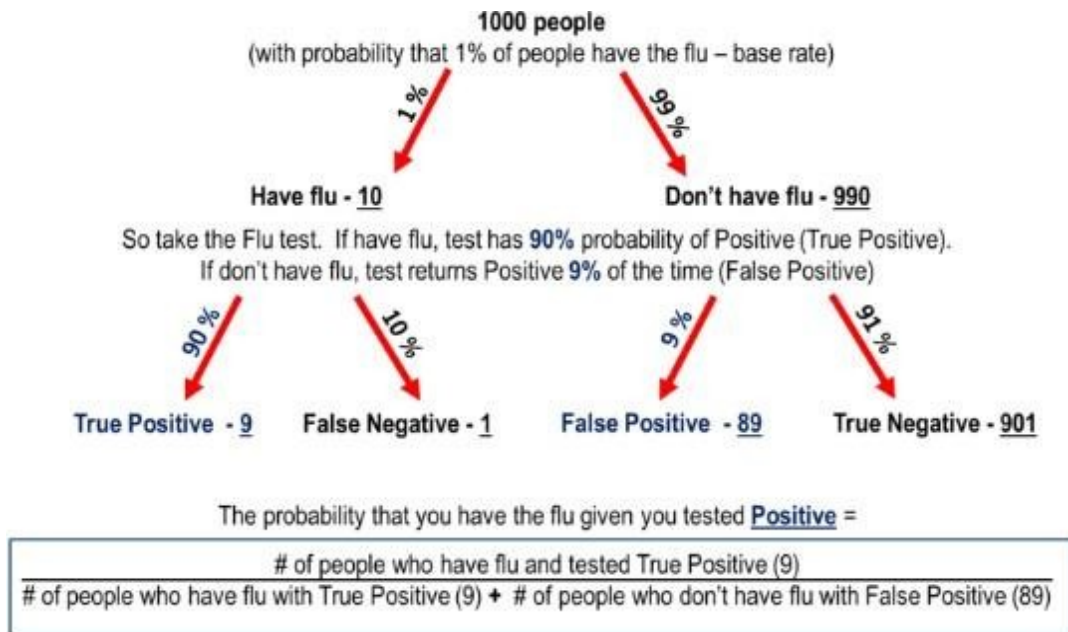 1000 people
(with probability that 1% of people have the flu – base rate)
1 %
99 %
Have flu - 10
Don't have flu - 990
So take the Flu test. If have flu, test has 90% probability of Positive (True Positive).
If don't have flu, test returns Positive 9% of the time (False Positive)
90 %
10 %
9 %
91 %
True Positive - 9
False Negative - 1
False Positive - 89
True Negative - 901
The probability that you have the flu given you tested Positive =
# of people who have flu and tested True Positive (9)
# of people who have flu with True Positive (9) + # of people who don't have flu with False Positive (89)